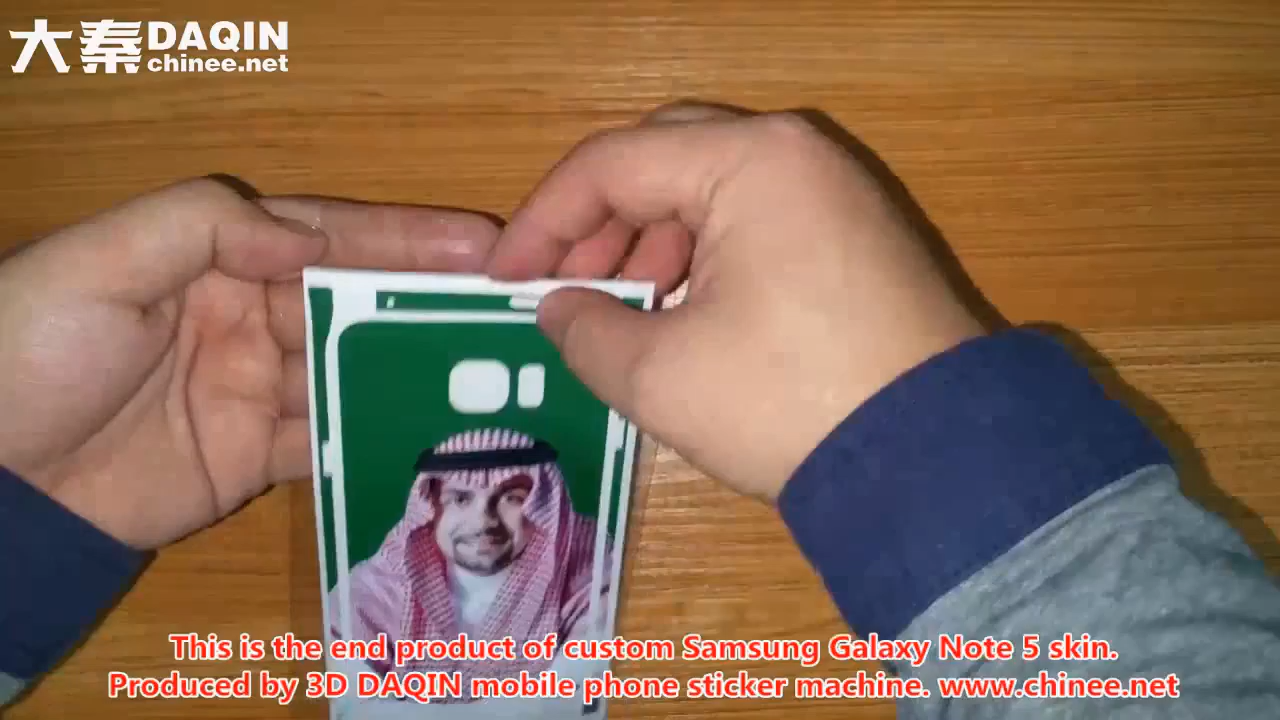 大秦 DAQIN
chinee.net
This is the end product of custom Samsung Galaxy Note 5 skin.
Produced by 3D DAQIN mobile phone sticker machine. www.chinee.net